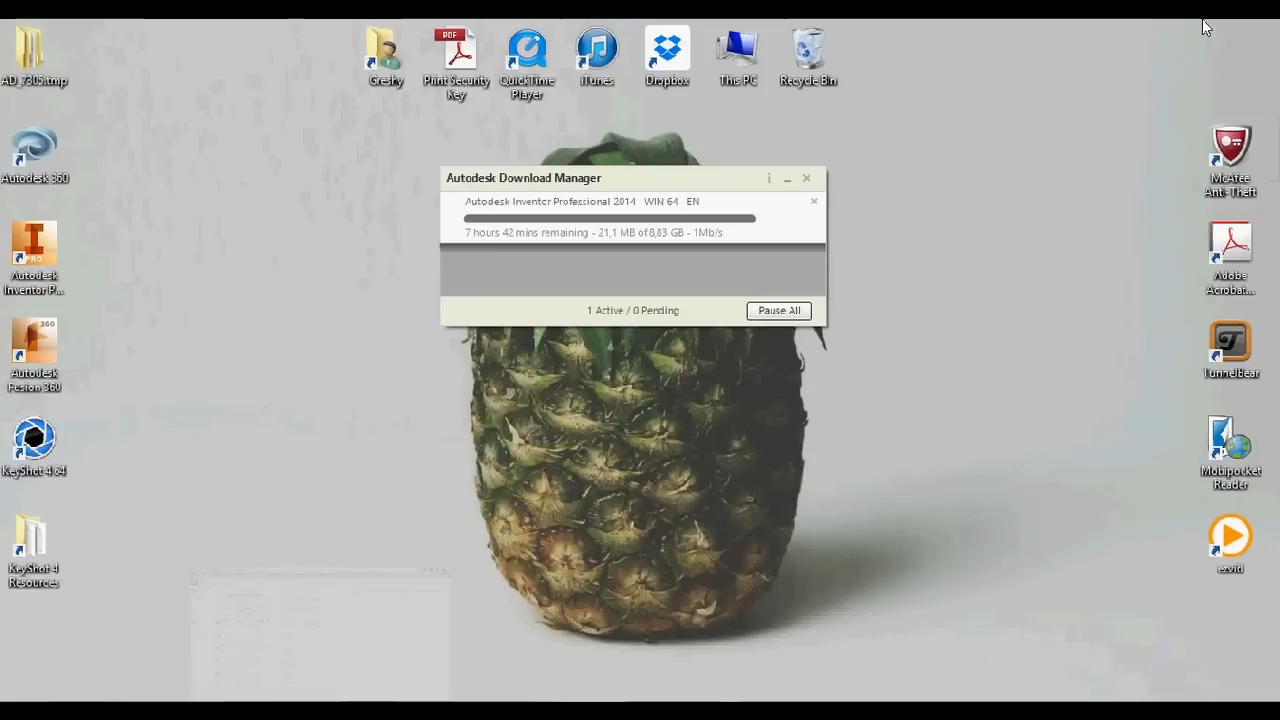 AD_7305.tmp
Greshy
PDF
Print Security
Key
QuickTime
Player
iTunes
Dropbox
This PC
Recycle Bin
Autodesk 360
McAfee
Anti-Theft
Autodesk Download Manager
Autodesk Inventor Professional 2014 WIN 64 EN
7 hours 42 mins remaining - 21,1 MB of 8,83 GB - 1Mb/s
1 Active / 0 Pending
Pause All
PRO
Autodesk
Inventor P...
Adobe
Acrobat...
360
Autodesk
Fusion 360
TunnelBear
KeyShot 4 64
Mobipocket
Reader
KeyShot 4
Resources
ezvid